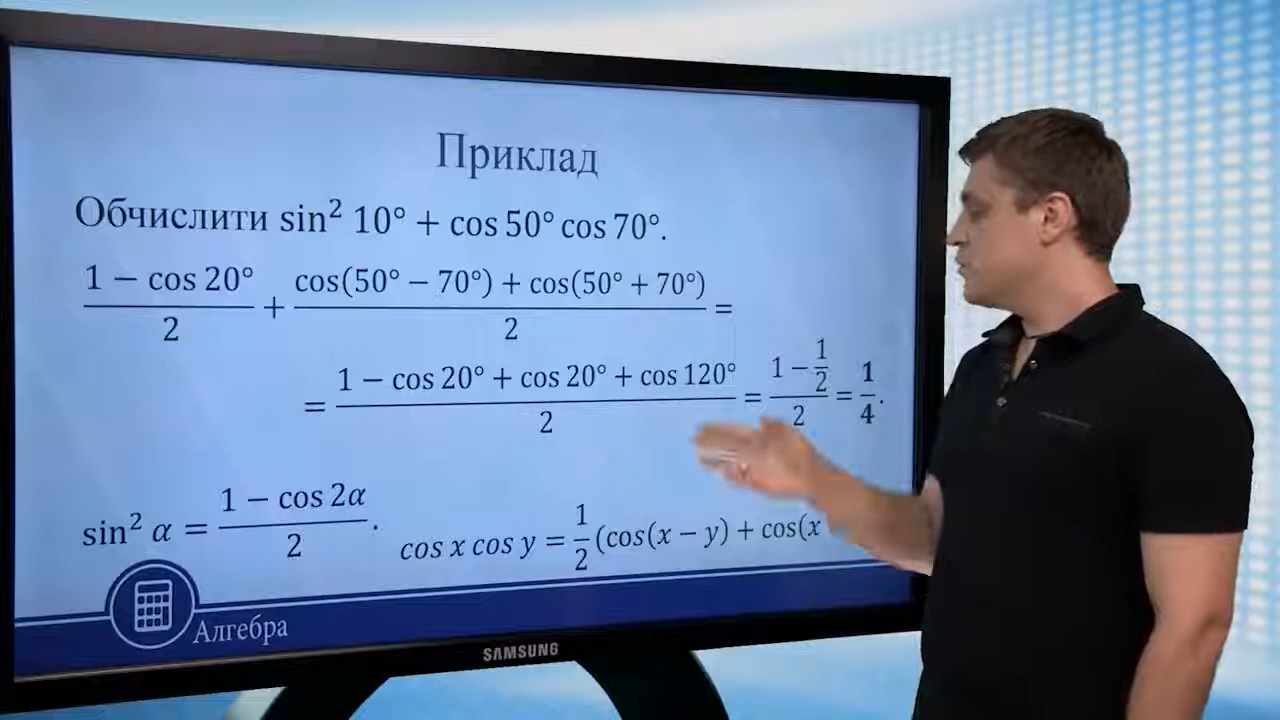 Приклад
Обчислити sin² 10° + cos 50° cos 70°.
(1 − cos 20°)/2 + (cos(50° − 70°) + cos(50° + 70°))/2 =
= (1 − cos 20° + cos 20° + cos 120°)/2 = (1 − 1/2)/2 = 1/4.
sin² α = (1 − cos 2α)/2. cos x cos y = 1/2 (cos(x − y) + cos(x
Алгебра
SAMSUNG